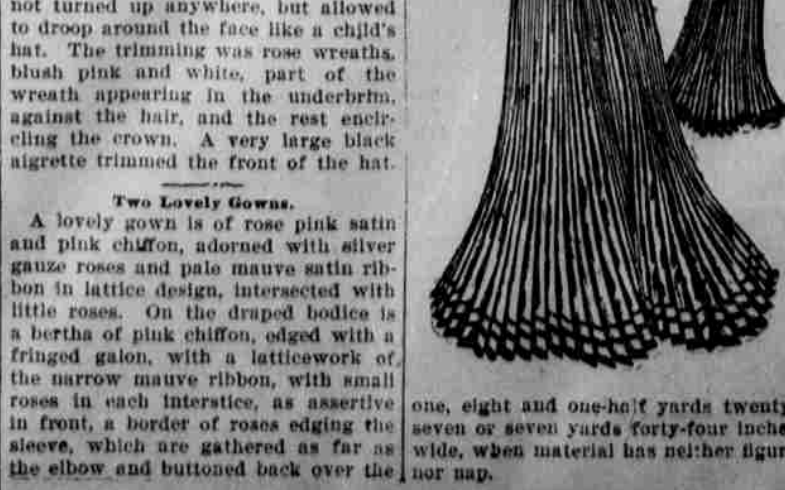 not turned up anywhere, but allowed
to droop around the face like a child's
hat. The trimming was rose wreaths,
blush pink and white, part of the
wreath appearing in the underbrim,
against the hair, and the rest encir-
cling the crown. A very large black
aigrette trimmed the front of the hat.
Two Lovely Gowns.
A lovely gown is of rose pink satin
and pink chiffon, adorned with silver
gauze roses and pale mauve satin rib-
bon in lattice design, intersected with
little roses. On the draped bodice is
a bertha of pink chiffon, edged with a
fringed galon, with a latticework of
the narrow mauve ribbon, with small
roses in each interstice, as assertive
in front, a border of roses edging the
sleeve, which are gathered as far as
the elbow and buttoned back over the
one, eight and one-half yards twenty
seven or seven yards forty-four inche
wide, when material has neither figur
nor nap.